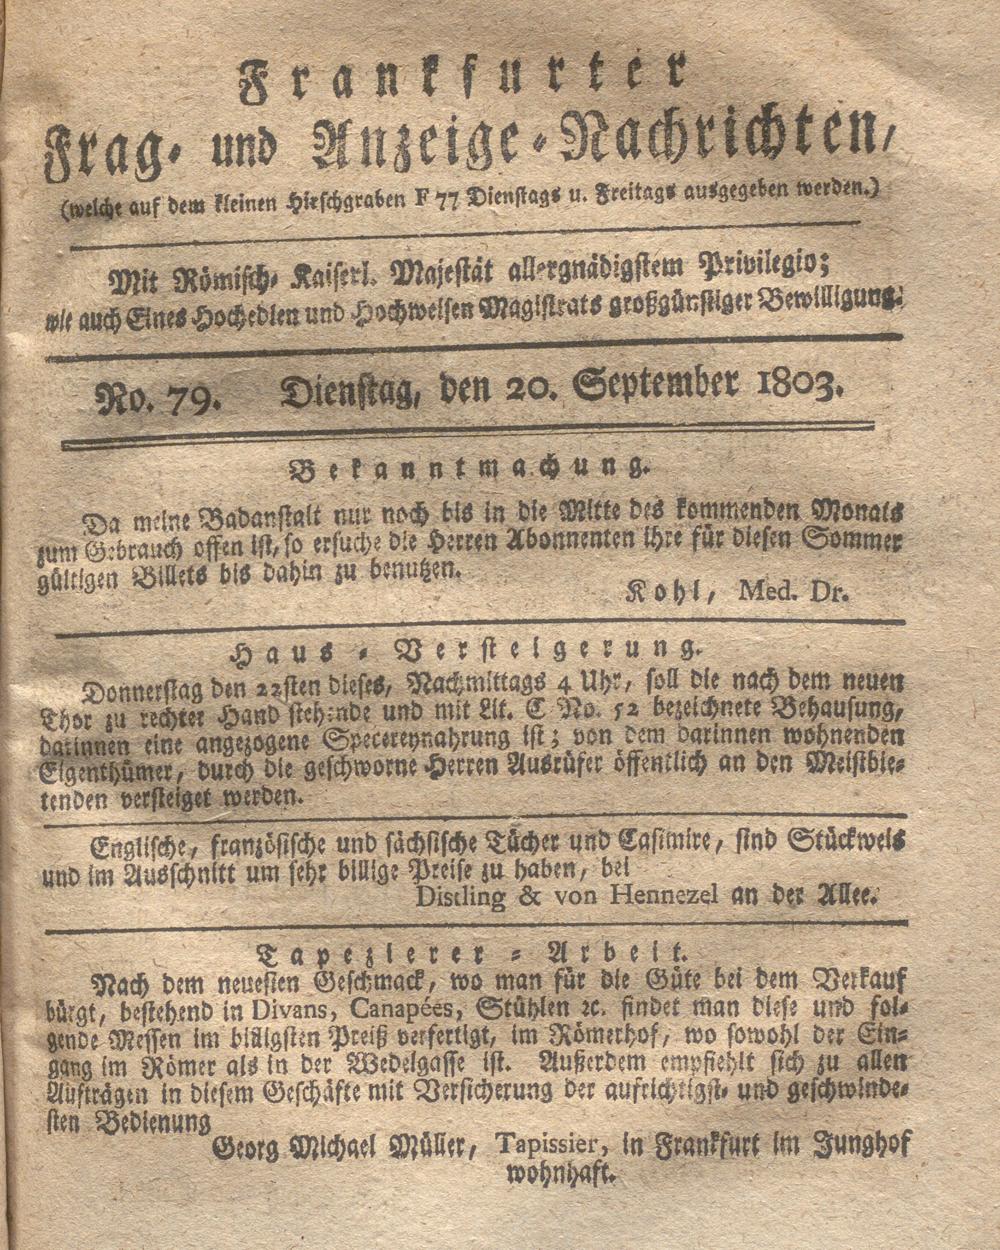 Frankfurter
Frag- und Anzeige-Nachrichten,
(welche auf dem kleinen Hirschgraben F 77 Dienstags u. Freitags ausgegeben werden.)
Mit Römisch- Kaiserl. Majestät allergnädigstem Privilegio;
wie auch Eines Hochedlen und Hochweisen Magistrats großgünstiger Bewilligung.
No. 79. Dienstag, den 20. September 1803.
Bekanntmachung.
Da meine Badanstalt nur noch bis in die Mitte des kommenden Monats
zum Gebrauch offen ist, so ersuche die Herren Abonnenten ihre für diesen Sommer
gültigen Billets bis dahin zu benutzen.
Kohl, Med. Dr.
Haus-Versteigerung.
Donnerstag den 22sten dieses, Nachmittags 4 Uhr, soll die nach dem neuen
Thor zu rechter Hand stehende und mit Lit. C No. 52 bezeichnete Behausung,
darinnen eine angezogene Specereynahrung ist; von dem darinnen wohnenden
Eigenthümer, durch die geschworne Herren Ausrüfer öffentlich an den Meistbie-
tenden versteiget werden.
Englische, französische und sächsische Tücher und Casimire, sind Stückweis
und im Ausschnitt um sehr billige Preise zu haben, bei
Distling & von Hennezel an der Allee.
Tapezierer-Arbeit.
Nach dem neuesten Geschmack, wo man für die Güte bei dem Verkauf
bürgt, bestehend in Divans, Canapées, Stühlen ꝛc. findet man diese und fol-
gende Messen im billigsten Preiß verfertigt, im Römerhof, wo sowohl der Ein-
gang im Römer als in der Wedelgasse ist. Außerdem empfiehlt sich zu allen
Aufträgen in diesem Geschäfte mit Versicherung der aufrichtigst- und geschwinde-
sten Bedienung
Georg Michael Müller, Tapissier, in Frankfurt im Junghof
wohnhaft.